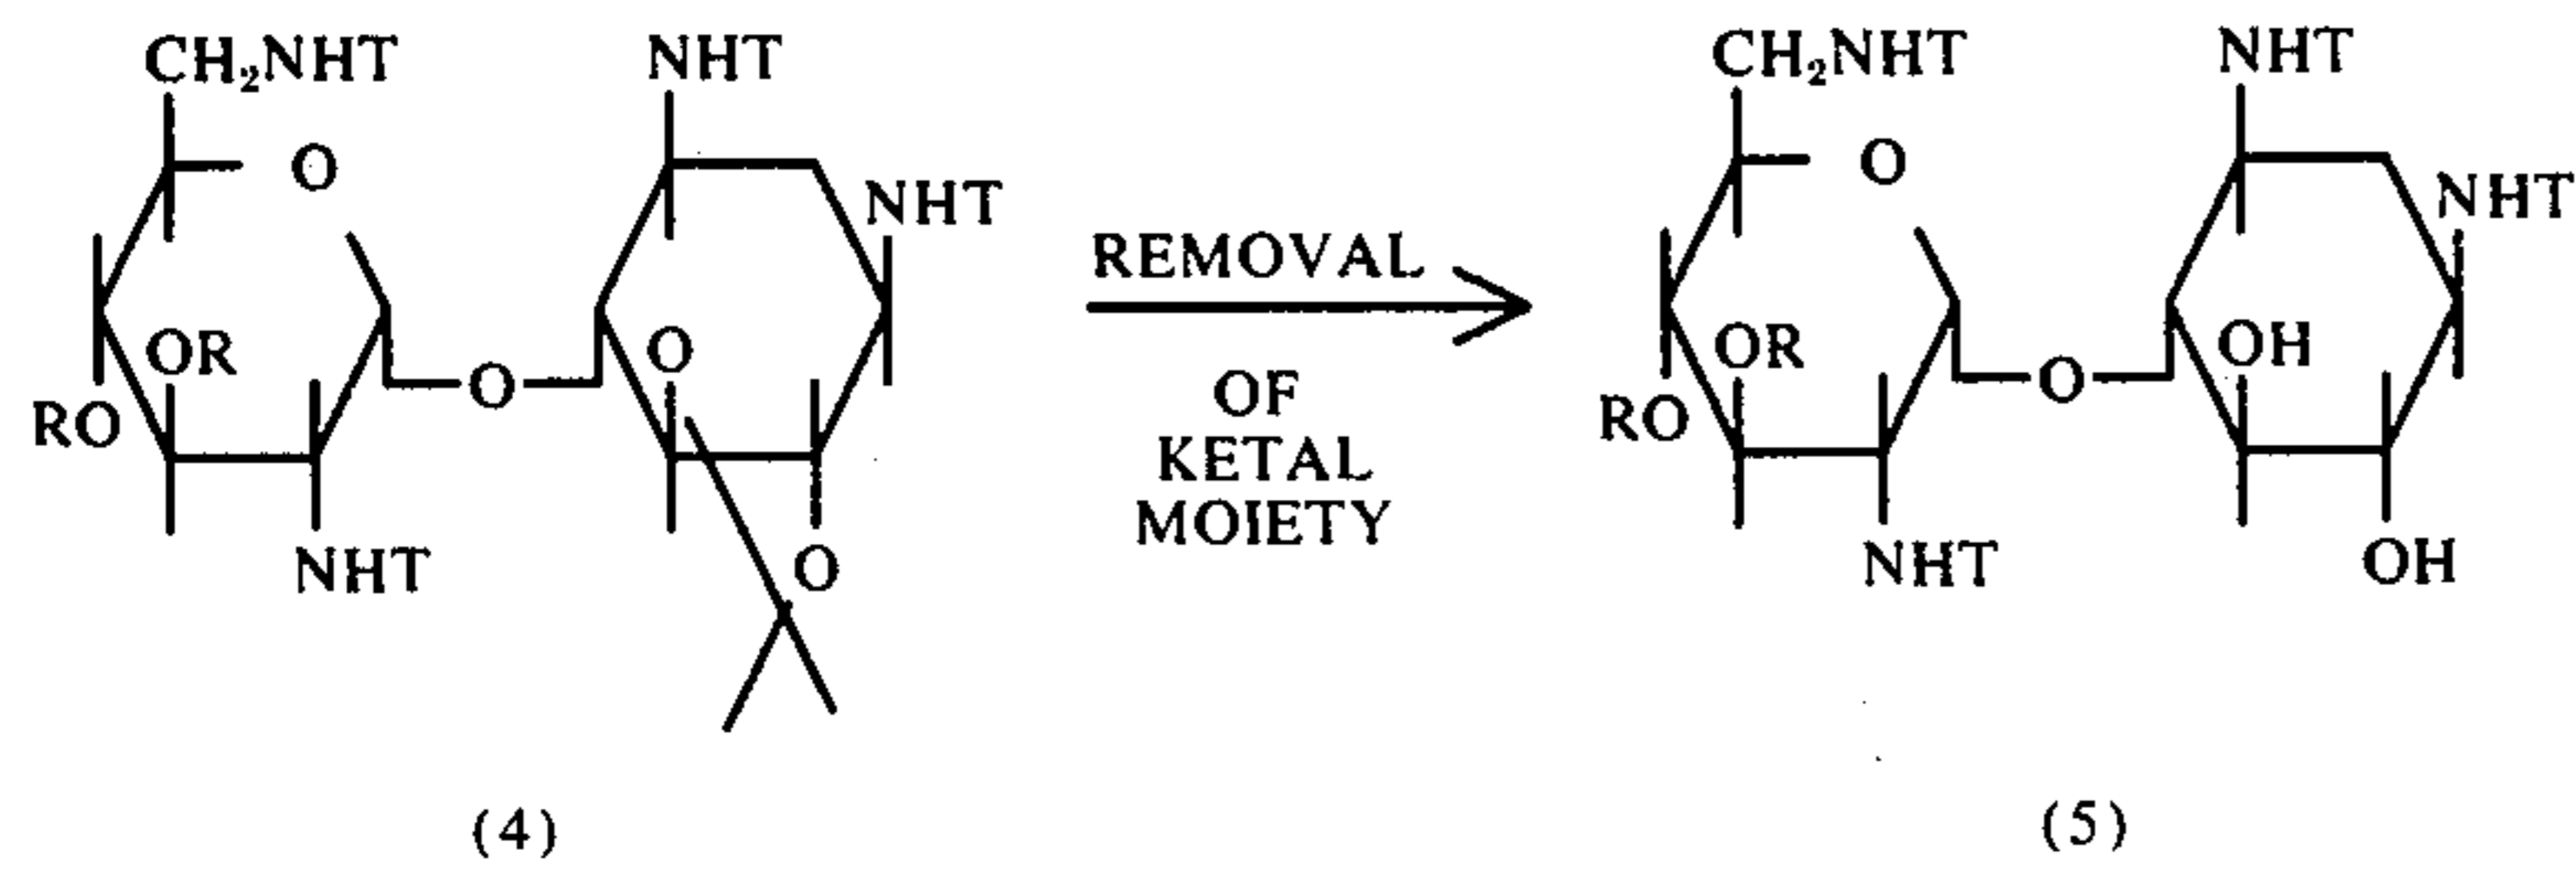 CH₂NHT
NHT
O
NHT
OR
O
O
RO
NHT
O
(4)
REMOVAL
OF
KETAL
MOIETY
CH₂NHT
NHT
O
NHT
OR
OH
O
RO
NHT
OH
(5)